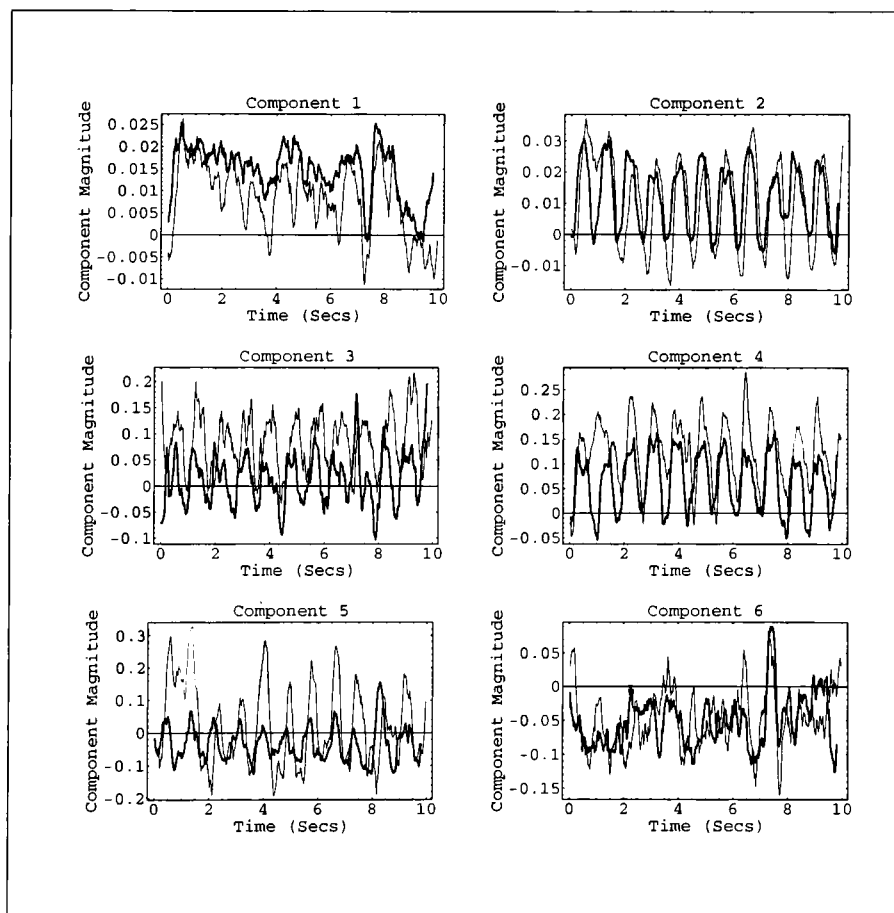 Component 1
Component Magnitude
0.025
0.02
0.015
0.01
0.005
0
-0.005
-0.01
0 2 4 6 8 10
Time (Secs)
Component 2
Component Magnitude
0.03
0.02
0.01
0
-0.01
0 2 4 6 8 10
Time (Secs)
Component 3
Component Magnitude
0.2
0.15
0.1
0.05
0
-0.05
-0.1
0 2 4 6 8 10
Time (Secs)
Component 4
Component Magnitude
0.25
0.2
0.15
0.1
0.05
0
-0.05
0 2 4 6 8 10
Time (Secs)
Component 5
Component Magnitude
0.3
0.2
0.1
0
-0.1
-0.2
0 2 4 6 8 10
Time (Secs)
Component 6
Component Magnitude
0.05
0
-0.05
-0.1
-0.15
0 2 4 6 8 10
Time (Secs)